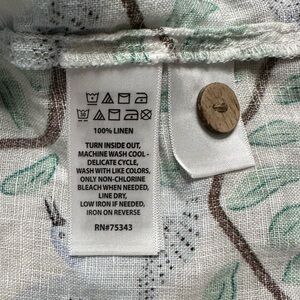 100% LINEN
TURN INSIDE OUT,
MACHINE WASH COOL -
DELICATE CYCLE,
WASH WITH LIKE COLORS,
ONLY NON-CHLORINE
BLEACH WHEN NEEDED,
LINE DRY,
LOW IRON IF NEEDED,
IRON ON REVERSE
RN#75343